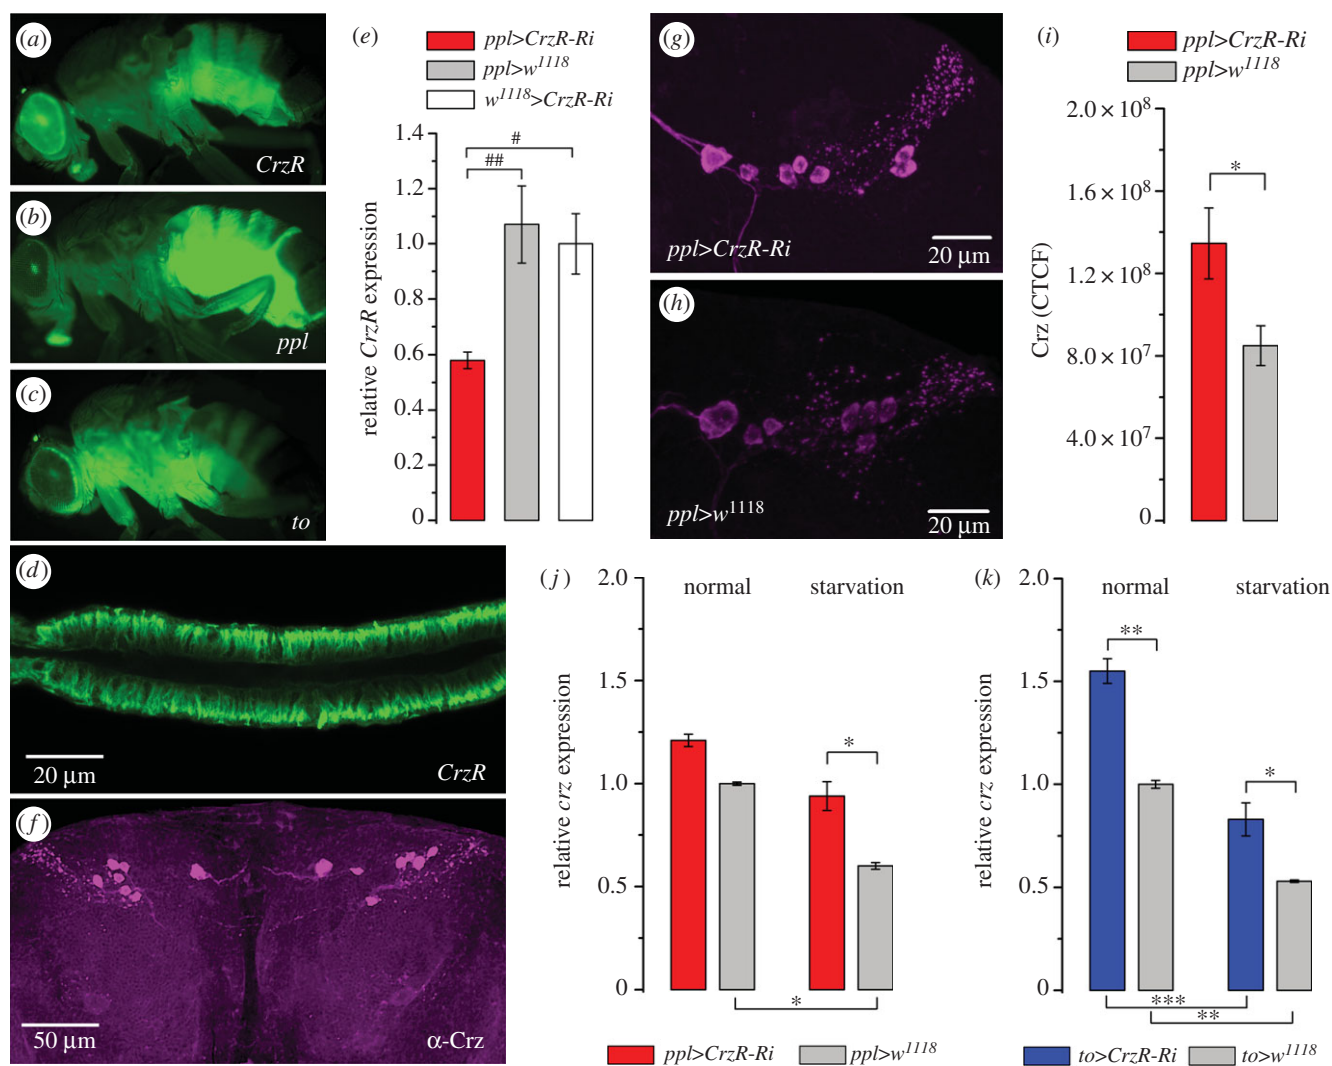 (a)
CrzR
(b)
ppl
(c)
to
(d)
20 µm
CrzR
(e)
ppl>CrzR-Ri
ppl>w1118
w1118>CrzR-Ri
relative CrzR expression
1.4
1.2
1.0
0.8
0.6
0.4
0.2
0
#
##
(f)
50 µm
α-Crz
(g)
ppl>CrzR-Ri
20 µm
(h)
ppl>w1118
20 µm
(i)
ppl>CrzR-Ri
ppl>w1118
Crz (CTCF)
2.0 × 10⁸
1.6 × 10⁸
1.2 × 10⁸
8.0 × 10⁷
4.0 × 10⁷
0
*
(j)
normal starvation
relative crz expression
2.0
1.5
1.0
0.5
0
*
*
ppl>CrzR-Ri ppl>w1118
(k)
normal starvation
relative crz expression
2.0
1.5
1.0
0.5
0
**
*
***
**
to>CrzR-Ri to>w1118